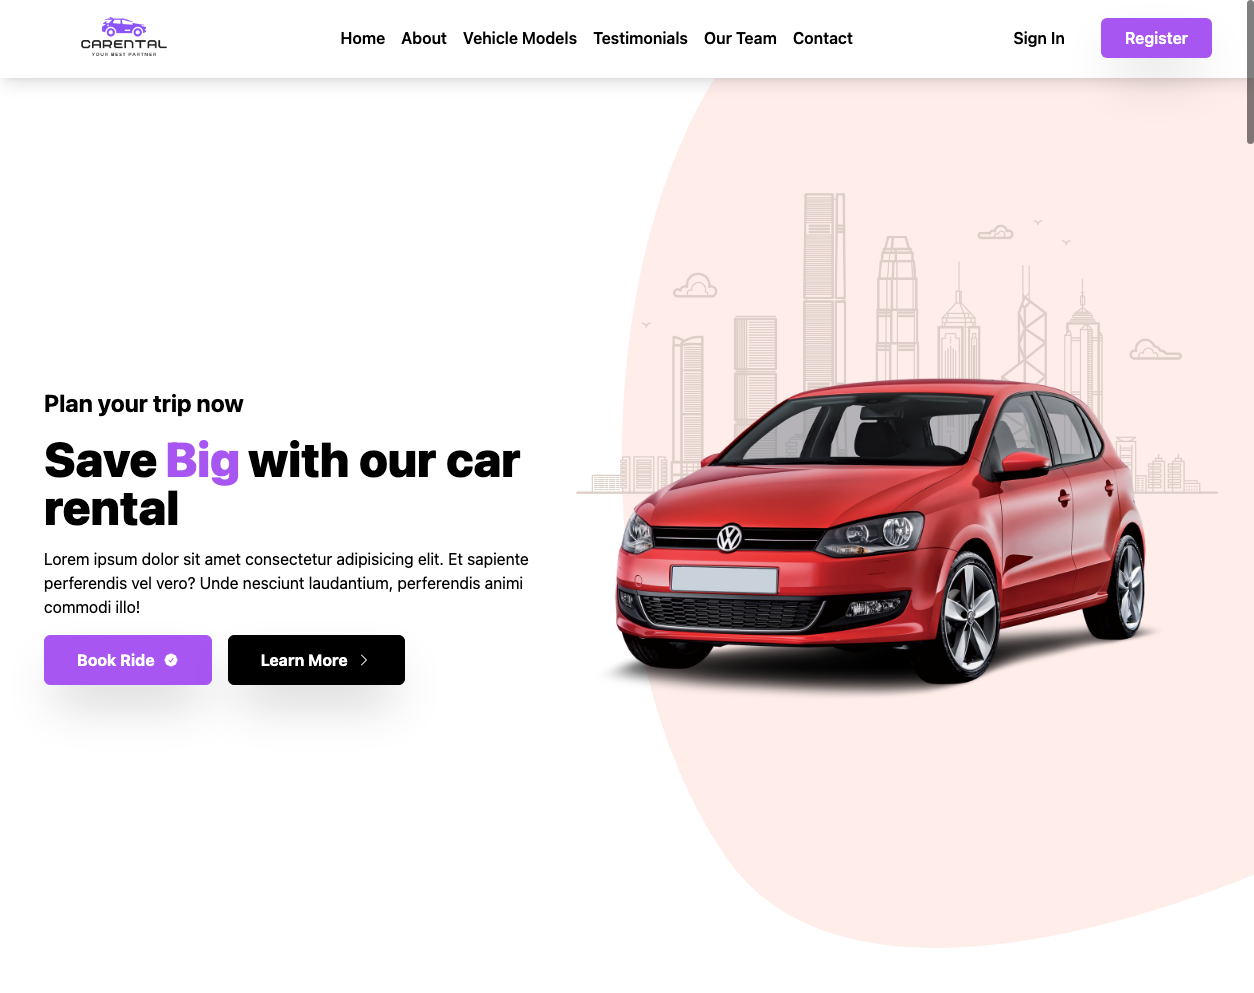 CARENTAL
YOUR BEST PARTNER
Home About Vehicle Models Testimonials Our Team Contact
Sign In Register
Plan your trip now
Save Big with our car
rental
Lorem ipsum dolor sit amet consectetur adipisicing elit. Et sapiente
perferendis vel vero? Unde nesciunt laudantium, perferendis animi
commodi illo!
Book Ride Learn More